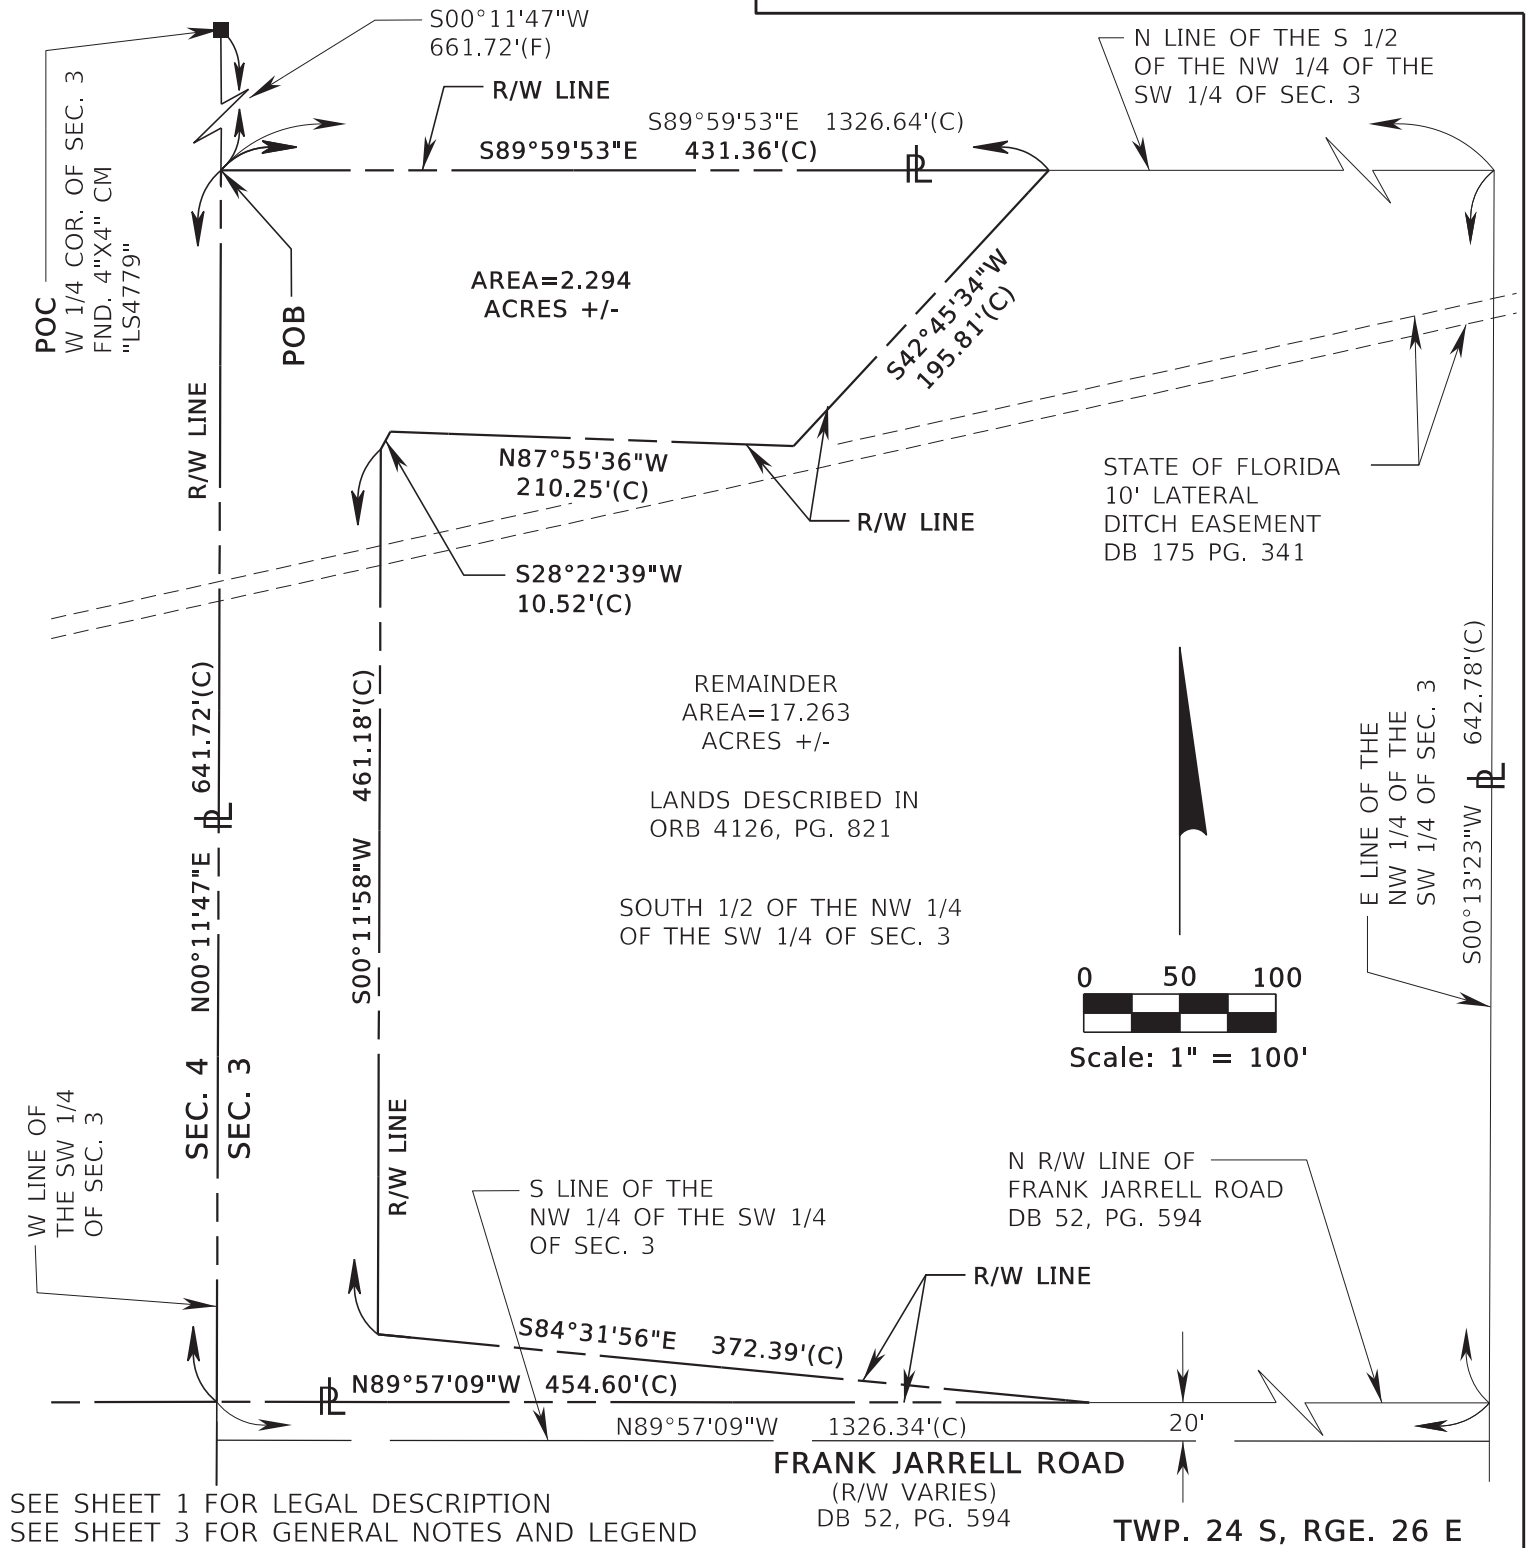 S00°11'47"W
661.72'(F)
N LINE OF THE S 1/2
OF THE NW 1/4 OF THE
SW 1/4 OF SEC. 3
R/W LINE
S89°59'53"E 1326.64'(C)
S89°59'53"E 431.36'(C)
PL
POC
W 1/4 COR. OF SEC. 3
FND. 4"X4" CM
"LS4779"
POB
AREA=2.294
ACRES +/-
S42°45'34"W
195.81'(C)
R/W LINE
N87°55'36"W
210.25'(C)
R/W LINE
STATE OF FLORIDA
10' LATERAL
DITCH EASEMENT
DB 175 PG. 341
S28°22'39"W
10.52'(C)
N00°11'47"E PL 641.72'(C)
S00°11'58"W 461.18'(C)
REMAINDER
AREA=17.263
ACRES +/-
LANDS DESCRIBED IN
ORB 4126, PG. 821
SOUTH 1/2 OF THE NW 1/4
OF THE SW 1/4 OF SEC. 3
E LINE OF THE
NW 1/4 OF THE
SW 1/4 OF SEC. 3
S00°13'23"W PL 642.78'(C)
0 50 100
Scale: 1" = 100'
SEC. 4
SEC. 3
W LINE OF
THE SW 1/4
OF SEC. 3
R/W LINE
S LINE OF THE
NW 1/4 OF THE SW 1/4
OF SEC. 3
N R/W LINE OF
FRANK JARRELL ROAD
DB 52, PG. 594
R/W LINE
S84°31'56"E 372.39'(C)
PL N89°57'09"W 454.60'(C)
N89°57'09"W 1326.34'(C)
20'
FRANK JARRELL ROAD
(R/W VARIES)
DB 52, PG. 594
SEE SHEET 1 FOR LEGAL DESCRIPTION
SEE SHEET 3 FOR GENERAL NOTES AND LEGEND
TWP. 24 S, RGE. 26 E